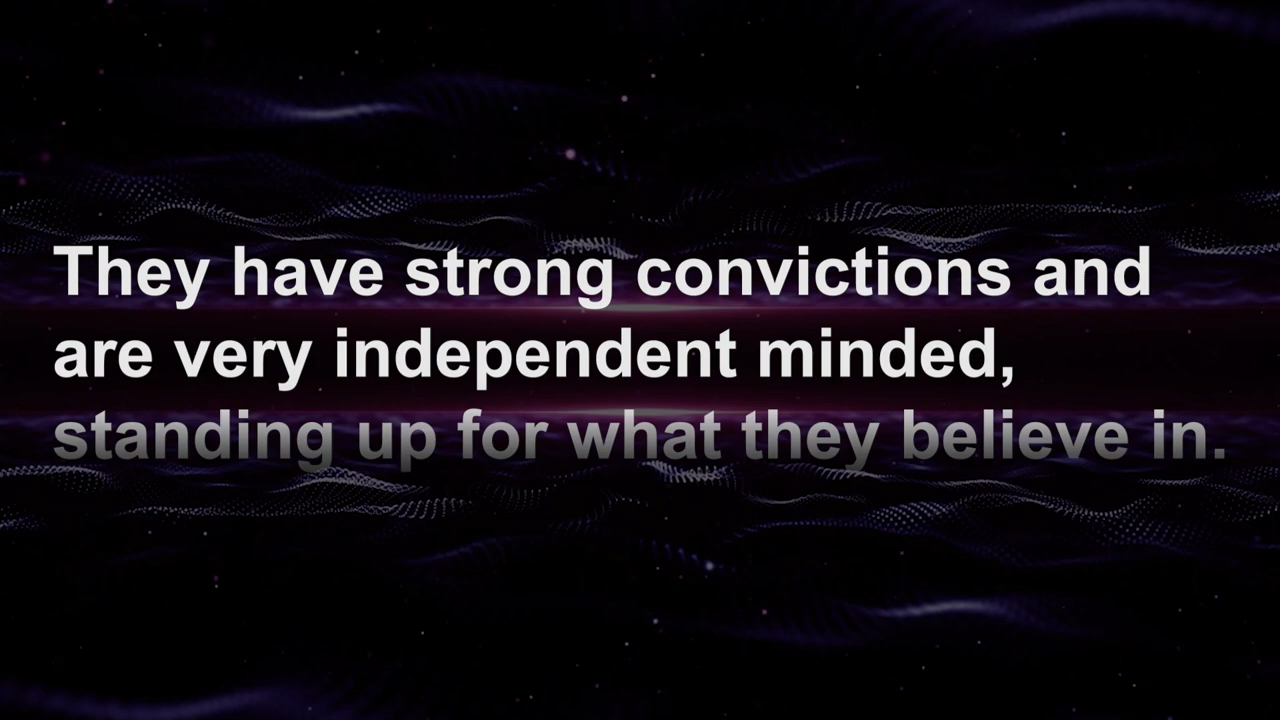 They have strong convictions and
are very independent minded,
standing up for what they believe in.